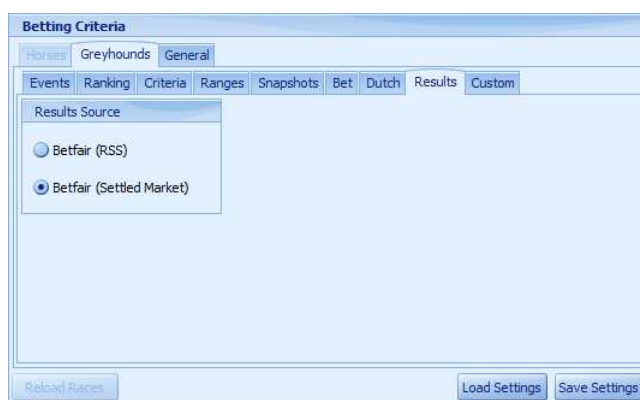 Betting Criteria
Horses Greyhounds General
Events Ranking Criteria Ranges Snapshots Bet Dutch Results Custom
Results Source
Betfair (RSS)
Betfair (Settled Market)
Reload Races Load Settings Save Settings